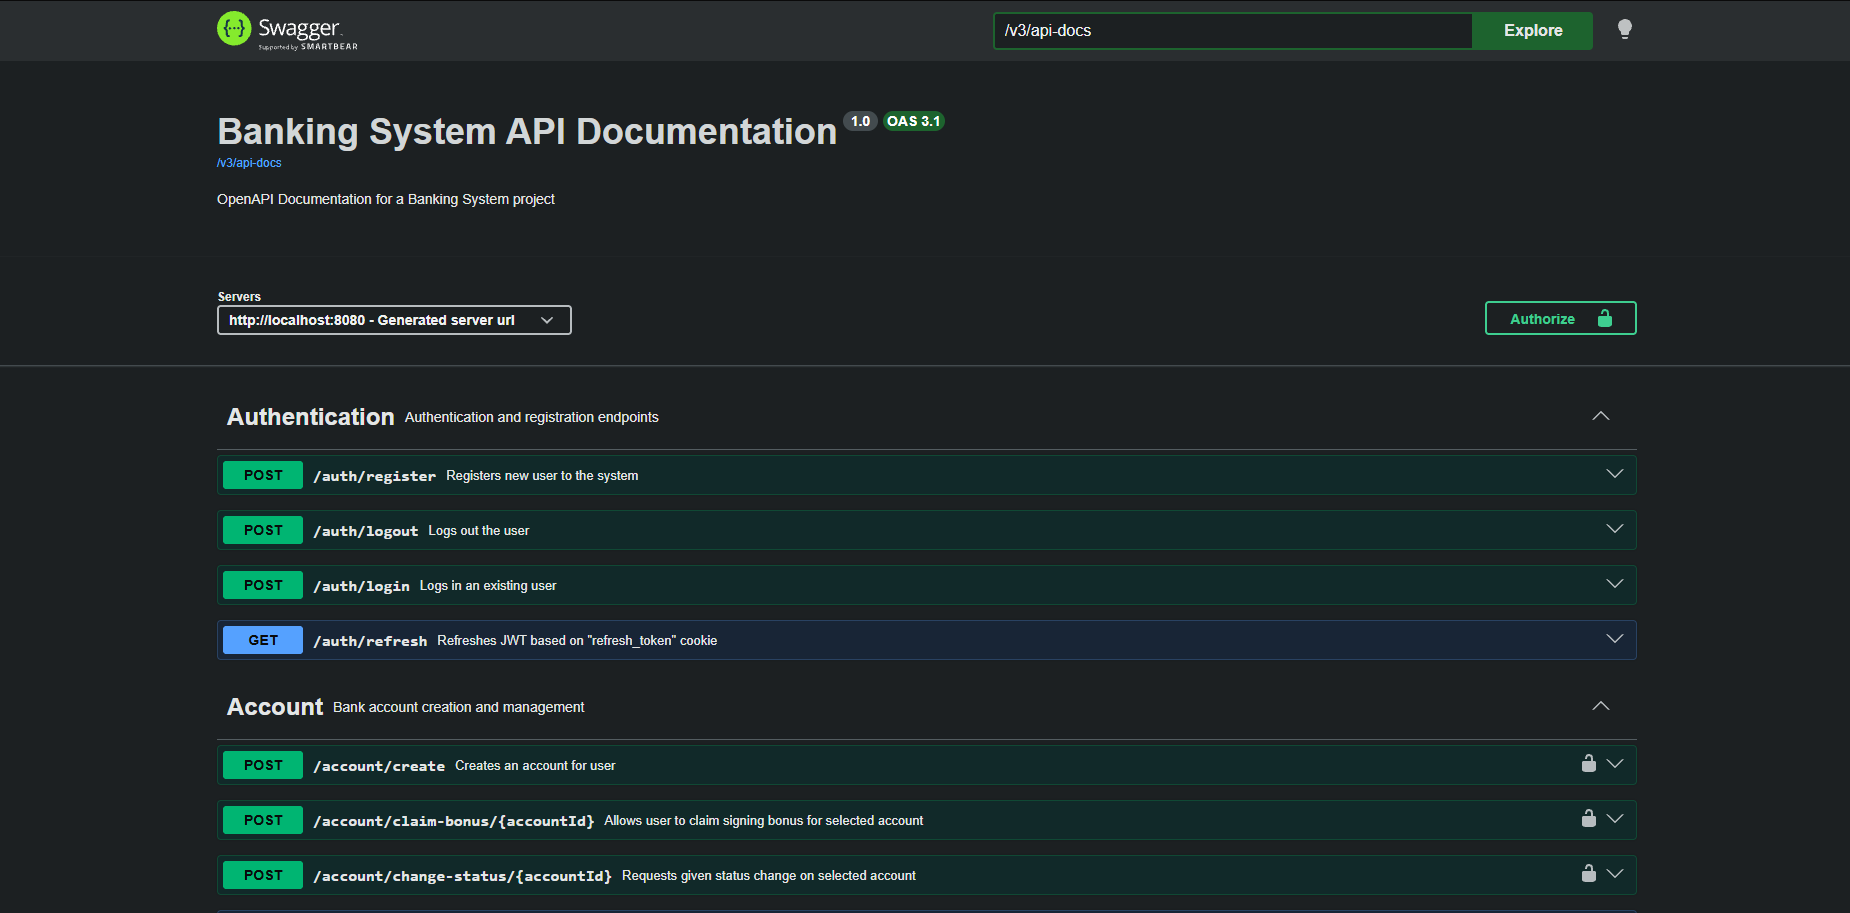 Swagger
Supported by SMARTBEAR
/v3/api-docs
Explore
Banking System API Documentation 1.0 OAS 3.1
/v3/api-docs
OpenAPI Documentation for a Banking System project
Servers
http://localhost:8080 - Generated server url
Authorize
Authentication Authentication and registration endpoints
POST /auth/register Registers new user to the system
POST /auth/logout Logs out the user
POST /auth/login Logs in an existing user
GET /auth/refresh Refreshes JWT based on "refresh_token" cookie
Account Bank account creation and management
POST /account/create Creates an account for user
POST /account/claim-bonus/{accountId} Allows user to claim signing bonus for selected account
POST /account/change-status/{accountId} Requests given status change on selected account